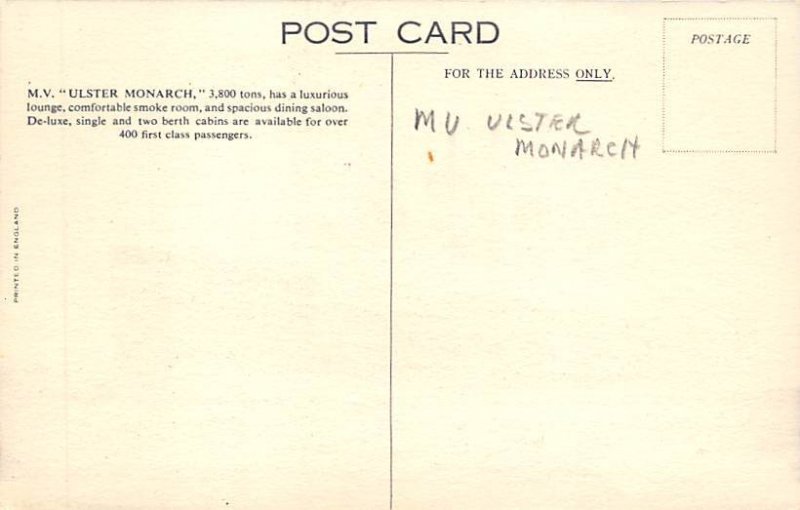 POST CARD
M.V. "ULSTER MONARCH," 3,800 tons, has a luxurious
lounge, comfortable smoke room, and spacious dining saloon.
De-luxe, single and two berth cabins are available for over
400 first class passengers.
PRINTED IN ENGLAND
FOR THE ADDRESS ONLY.
POSTAGE
MV ULSTER
MONARCH